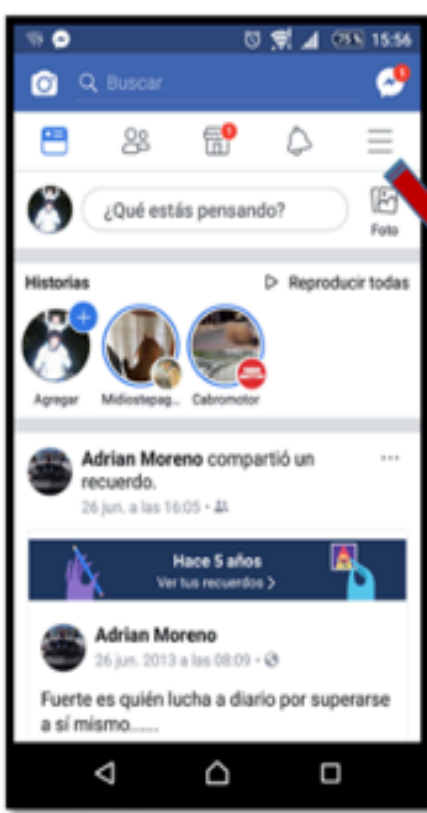 75% 15:56
Buscar
1
¿Qué estás pensando?
Foto
Historias
Reproducir todas
Agregar
Midiostepag...
Cabromotor
Adrian Moreno compartió un
recuerdo.
26 jun. a las 16:05 •
Hace 5 años
Ver tus recuerdos >
Adrian Moreno
26 jun. 2013 a las 08:09 •
Fuerte es quién lucha a diario por superarse
a sí mismo......